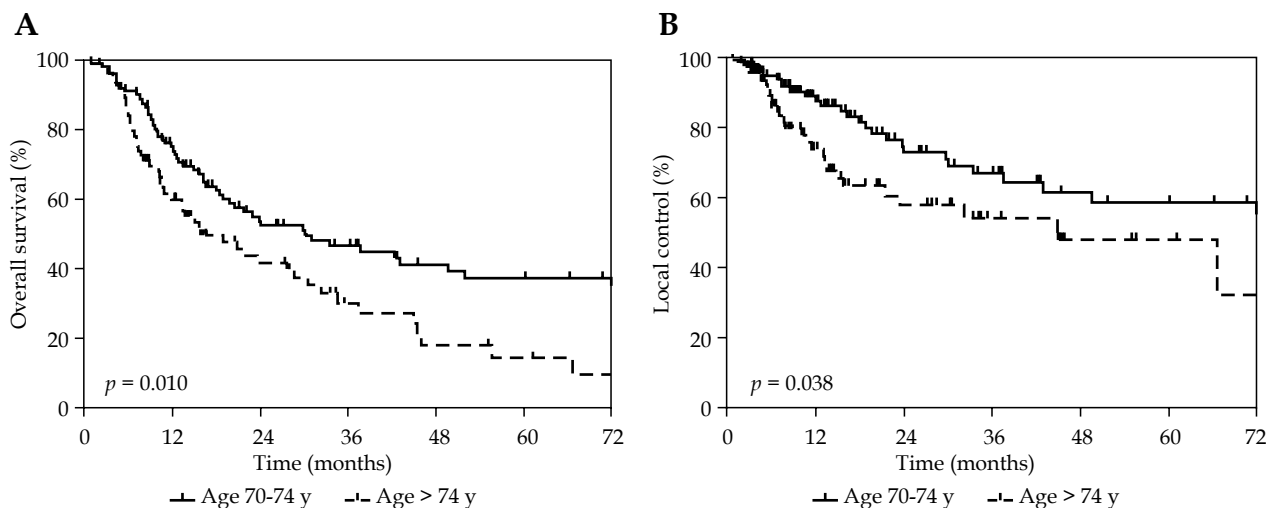 A
Overall survival (%)
100
80
60
40
20
0
p = 0.010
0 12 24 36 48 60 72
Time (months)
Age 70-74 y Age > 74 y
B
Local control (%)
100
80
60
40
20
0
p = 0.038
0 12 24 36 48 60 72
Time (months)
Age 70-74 y Age > 74 y